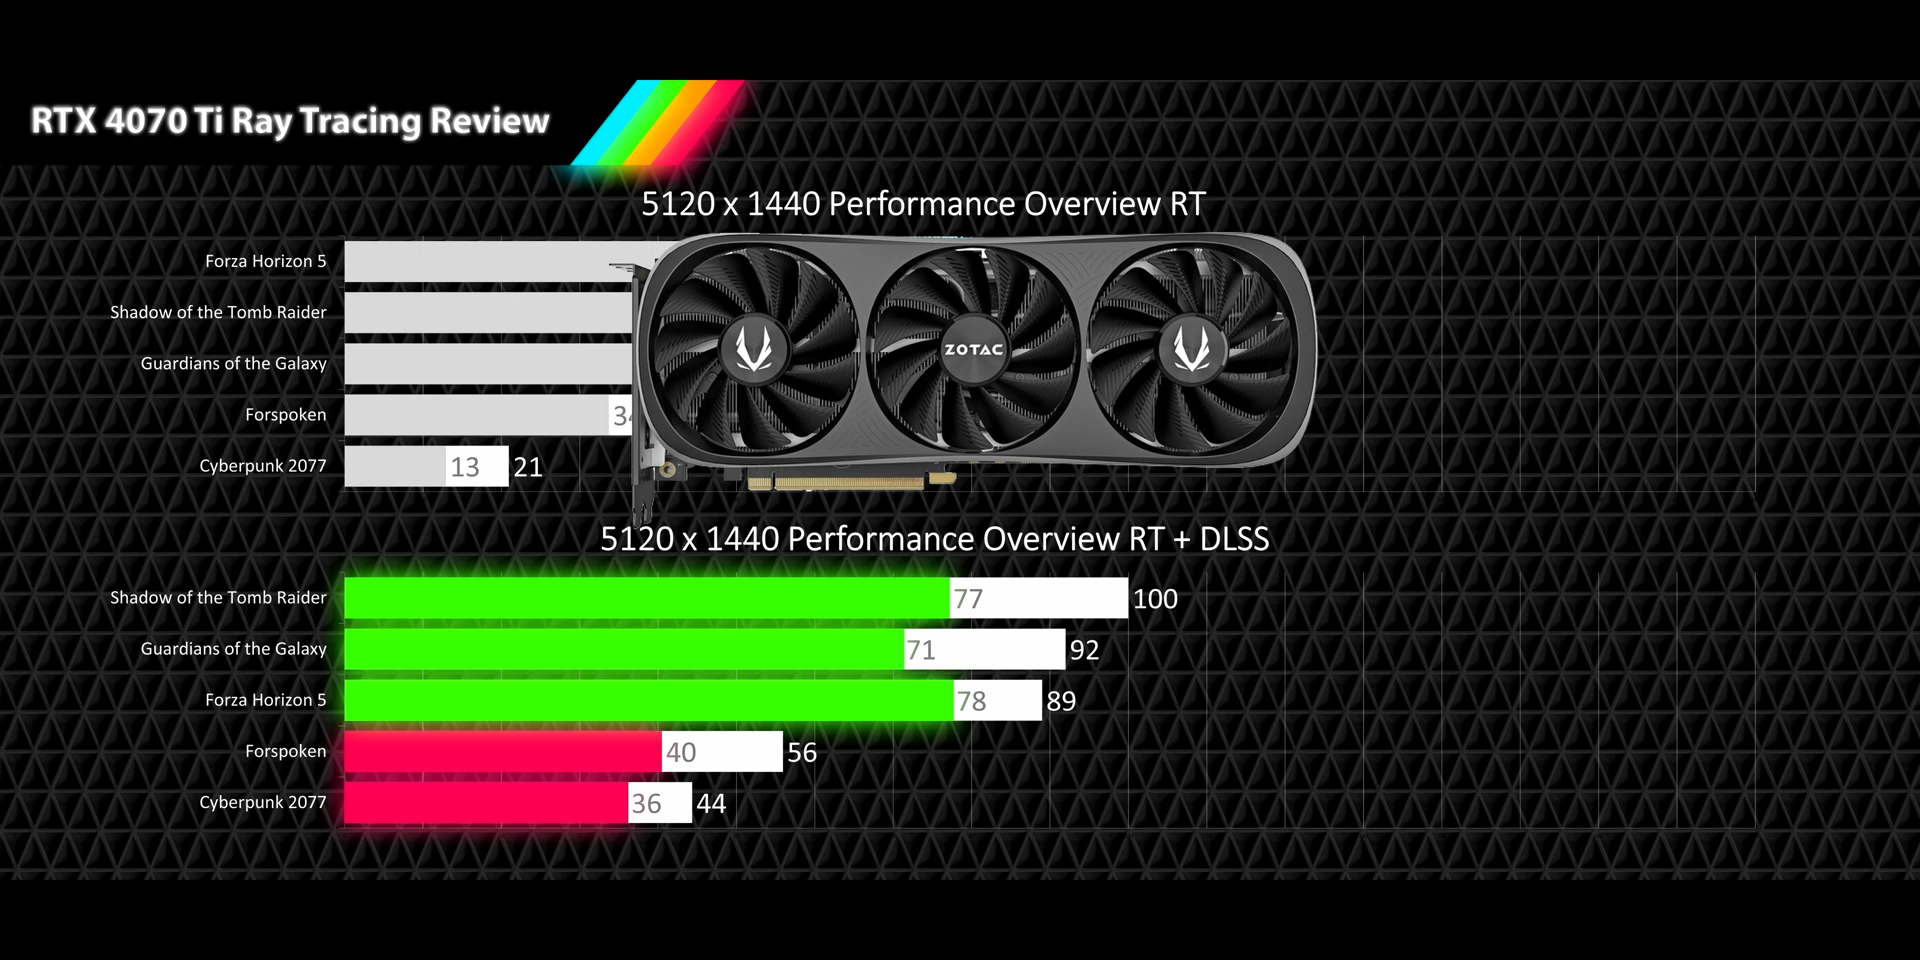 RTX 4070 Ti Ray Tracing Review
5120 x 1440 Performance Overview RT
Forza Horizon 5
Shadow of the Tomb Raider
Guardians of the Galaxy
Forspoken
Cyberpunk 2077 13 21
ZOTAC
5120 x 1440 Performance Overview RT + DLSS
Shadow of the Tomb Raider 77 100
Guardians of the Galaxy 71 92
Forza Horizon 5 78 89
Forspoken 40 56
Cyberpunk 2077 36 44